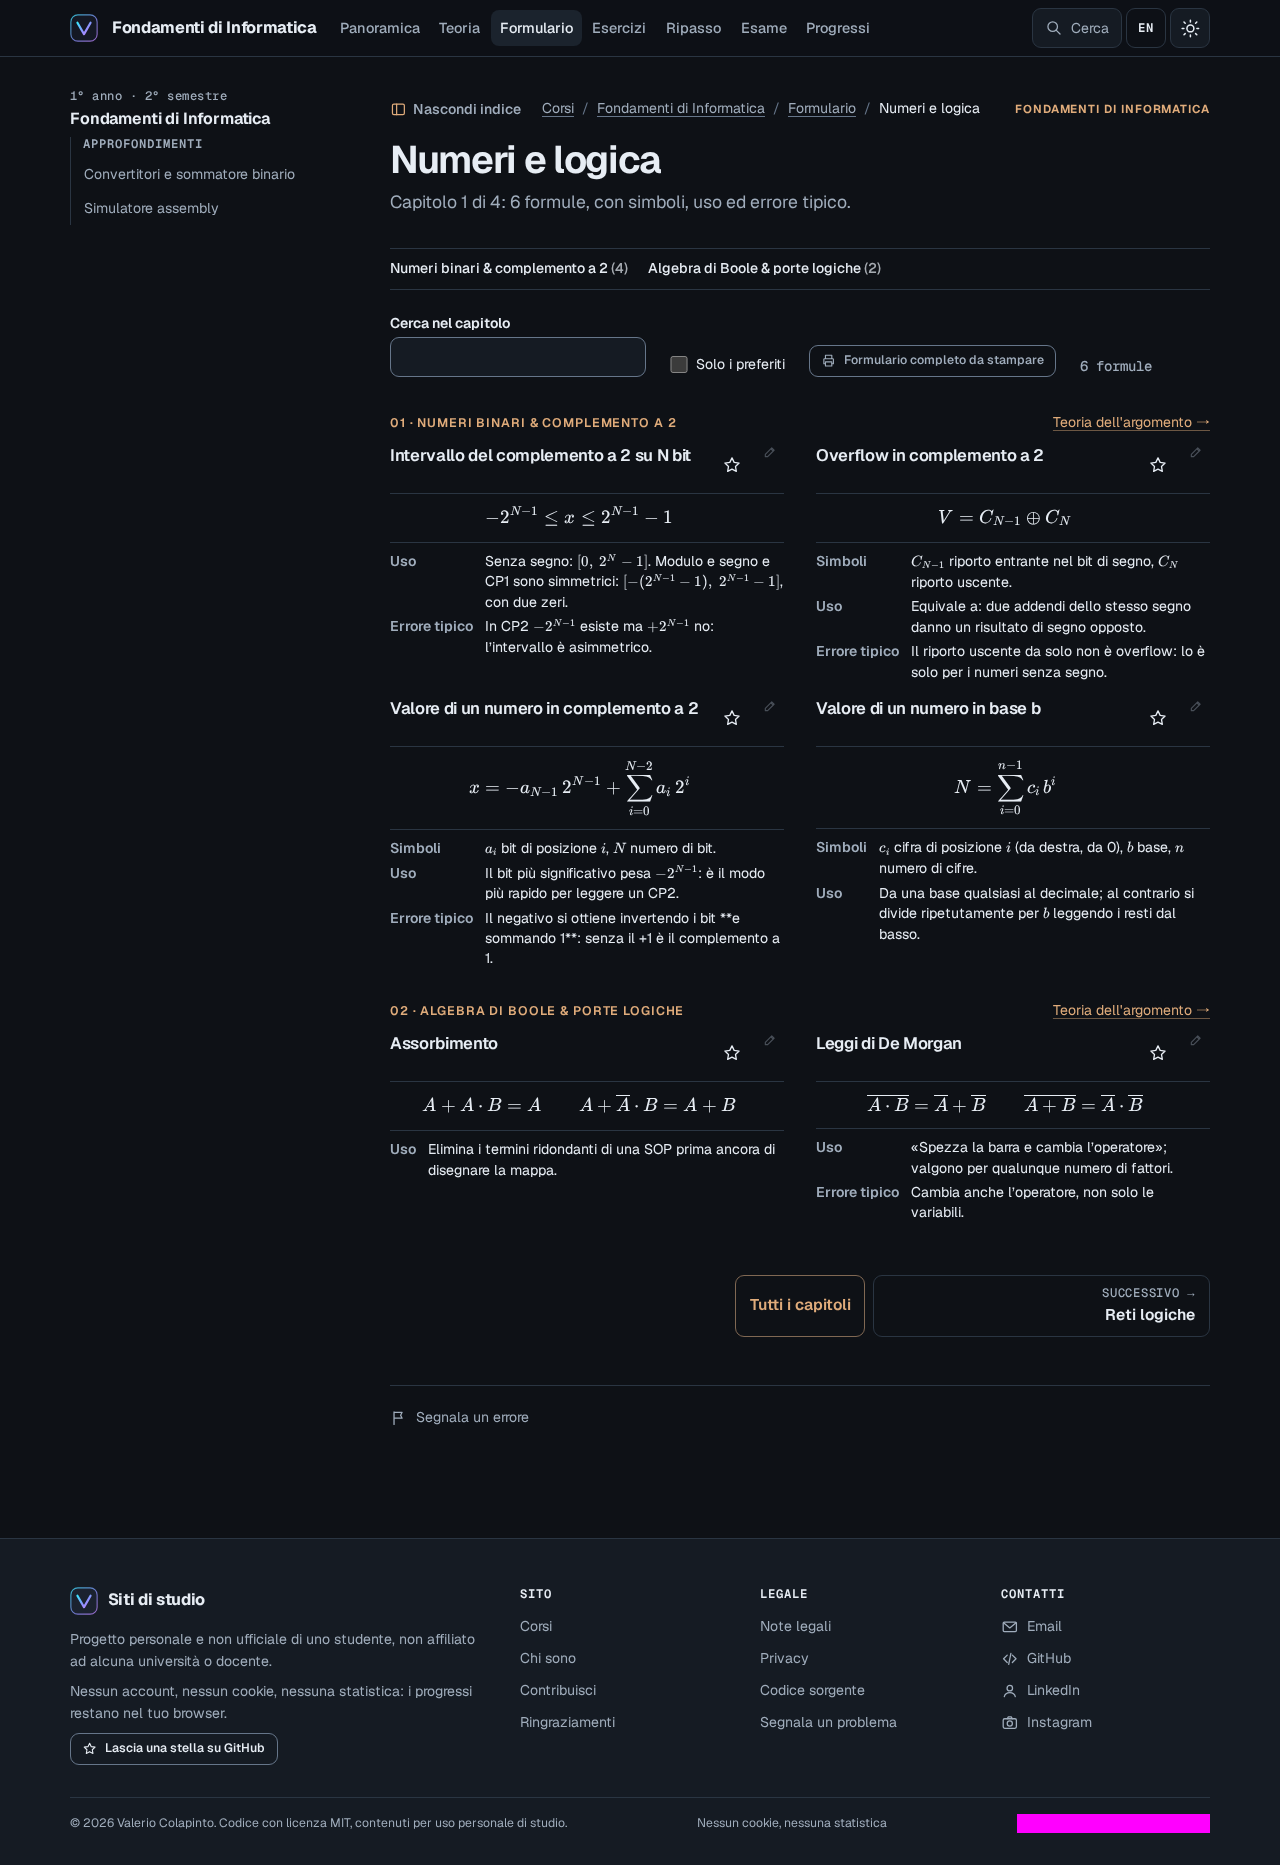 Fondamenti di Informatica Panoramica Teoria Formulario Esercizi Ripasso Esame Progressi Cerca EN
1º anno · 2º semestre
Fondamenti di Informatica
APPROFONDIMENTI
Convertitori e sommatore binario
Simulatore assembly
Nascondi indice Corsi / Fondamenti di Informatica / Formulario / Numeri e logica FONDAMENTI DI INFORMATICA
Numeri e logica
Capitolo 1 di 4: 6 formule, con simboli, uso ed errore tipico.
Numeri binari & complemento a 2 (4) Algebra di Boole & porte logiche (2)
Cerca nel capitolo
Solo i preferiti Formulario completo da stampare 6 formule
01 · NUMERI BINARI & COMPLEMENTO A 2 Teoria dell'argomento →
Intervallo del complemento a 2 su N bit
$-2^{N-1} \le x \le 2^{N-1} - 1$
Uso Senza segno: $[0,\ 2^N - 1]$. Modulo e segno e
CP1 sono simmetrici: $[-(2^{N-1} - 1),\ 2^{N-1} - 1]$,
con due zeri.
Errore tipico In CP2 $-2^{N-1}$ esiste ma $+2^{N-1}$ no:
l'intervallo è asimmetrico.
Overflow in complemento a 2
$V = C_{N-1} \oplus C_N$
Simboli $C_{N-1}$ riporto entrante nel bit di segno, $C_N$
riporto uscente.
Uso Equivale a: due addendi dello stesso segno
danno un risultato di segno opposto.
Errore tipico Il riporto uscente da solo non è overflow: lo è
solo per i numeri senza segno.
Valore di un numero in complemento a 2
$x = -a_{N-1}\, 2^{N-1} + \sum_{i=0}^{N-2} a_i\, 2^i$
Simboli $a_i$ bit di posizione $i$, $N$ numero di bit.
Uso Il bit più significativo pesa $-2^{N-1}$: è il modo
più rapido per leggere un CP2.
Errore tipico Il negativo si ottiene invertendo i bit **e
sommando 1**: senza il +1 è il complemento a
1.
Valore di un numero in base b
$N = \sum_{i=0}^{n-1} c_i\, b^i$
Simboli $c_i$ cifra di posizione $i$ (da destra, da 0), $b$ base, $n$
numero di cifre.
Uso Da una base qualsiasi al decimale; al contrario si
divide ripetutamente per $b$ leggendo i resti dal
basso.
02 · ALGEBRA DI BOOLE & PORTE LOGICHE Teoria dell'argomento →
Assorbimento
$A + A \cdot B = A \qquad A + \overline{A} \cdot B = A + B$
Uso Elimina i termini ridondanti di una SOP prima ancora di
disegnare la mappa.
Leggi di De Morgan
$\overline{A \cdot B} = \overline{A} + \overline{B} \qquad \overline{A + B} = \overline{A} \cdot \overline{B}$
Uso «Spezza la barra e cambia l'operatore»;
valgono per qualunque numero di fattori.
Errore tipico Cambia anche l'operatore, non solo le
variabili.
Tutti i capitoli
SUCCESSIVO →
Reti logiche
Segnala un errore
Siti di studio
Progetto personale e non ufficiale di uno studente, non affiliato
ad alcuna università o docente.
Nessun account, nessun cookie, nessuna statistica: i progressi
restano nel tuo browser.
Lascia una stella su GitHub
SITO
Corsi
Chi sono
Contribuisci
Ringraziamenti
LEGALE
Note legali
Privacy
Codice sorgente
Segnala un problema
CONTATTI
Email
GitHub
LinkedIn
Instagram
© 2026 Valerio Colapinto. Codice con licenza MIT, contenuti per uso personale di studio. Nessun cookie, nessuna statistica